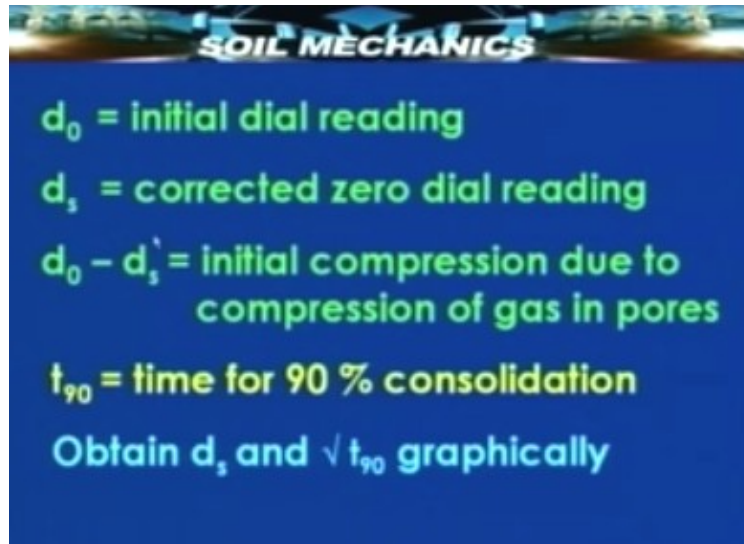 SOIL MECHANICS
d₀ = initial dial reading
dₛ = corrected zero dial reading
d₀ – dₛ = initial compression due to
compression of gas in pores
t₉₀ = time for 90 % consolidation
Obtain dₛ and √ t₉₀ graphically